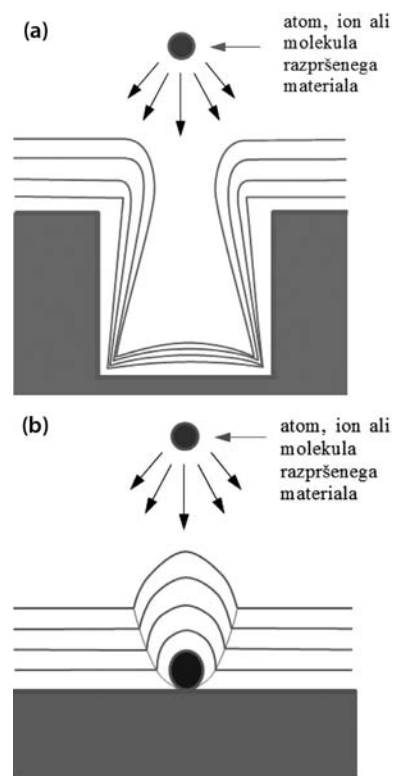 (a)
atom, ion ali
molekula
razpršenega
materiala
(b)
atom, ion ali
molekula
razpršenega
materiala